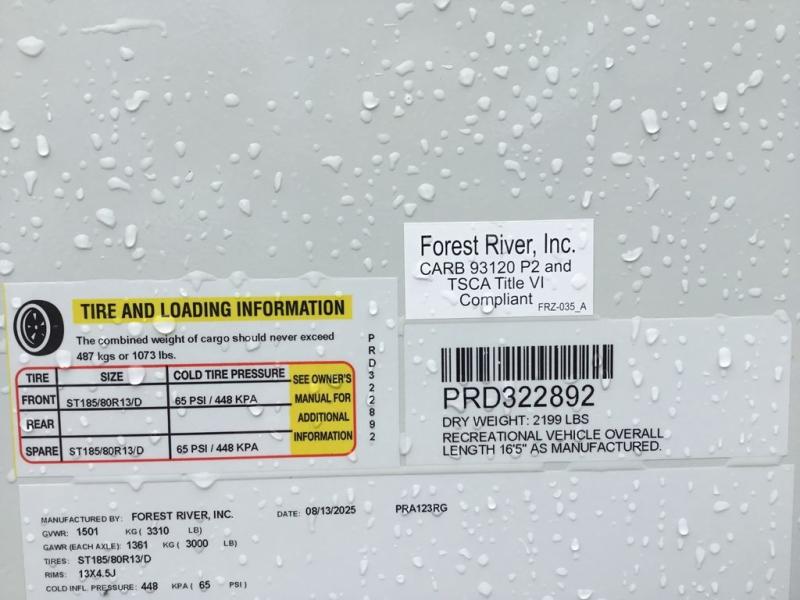 Forest River, Inc.
CARB 93120 P2 and
TSCA Title VI
Compliant
FRZ-035_A
TIRE AND LOADING INFORMATION
The combined weight of cargo should never exceed
487 kgs or 1073 lbs.
TIRE SIZE COLD TIRE PRESSURE
FRONT ST185/80R13/D 65 PSI / 448 KPA
REAR
SPARE ST185/80R13/D 65 PSI / 448 KPA
SEE OWNER'S
MANUAL FOR
ADDITIONAL
INFORMATION
PRD322892
PRD322892
DRY WEIGHT: 2199 LBS
RECREATIONAL VEHICLE OVERALL
LENGTH 16'5" AS MANUFACTURED.
MANUFACTURED BY: FOREST RIVER, INC. DATE: 08/13/2025 PRA123RG
GVWR: 1501 KG ( 3310 LB)
GAWR (EACH AXLE): 1361 KG ( 3000 LB)
TIRES: ST185/80R13/D
RIMS: 13X4.5J
COLD INFL. PRESSURE: 448 KPA ( 65 PSI )